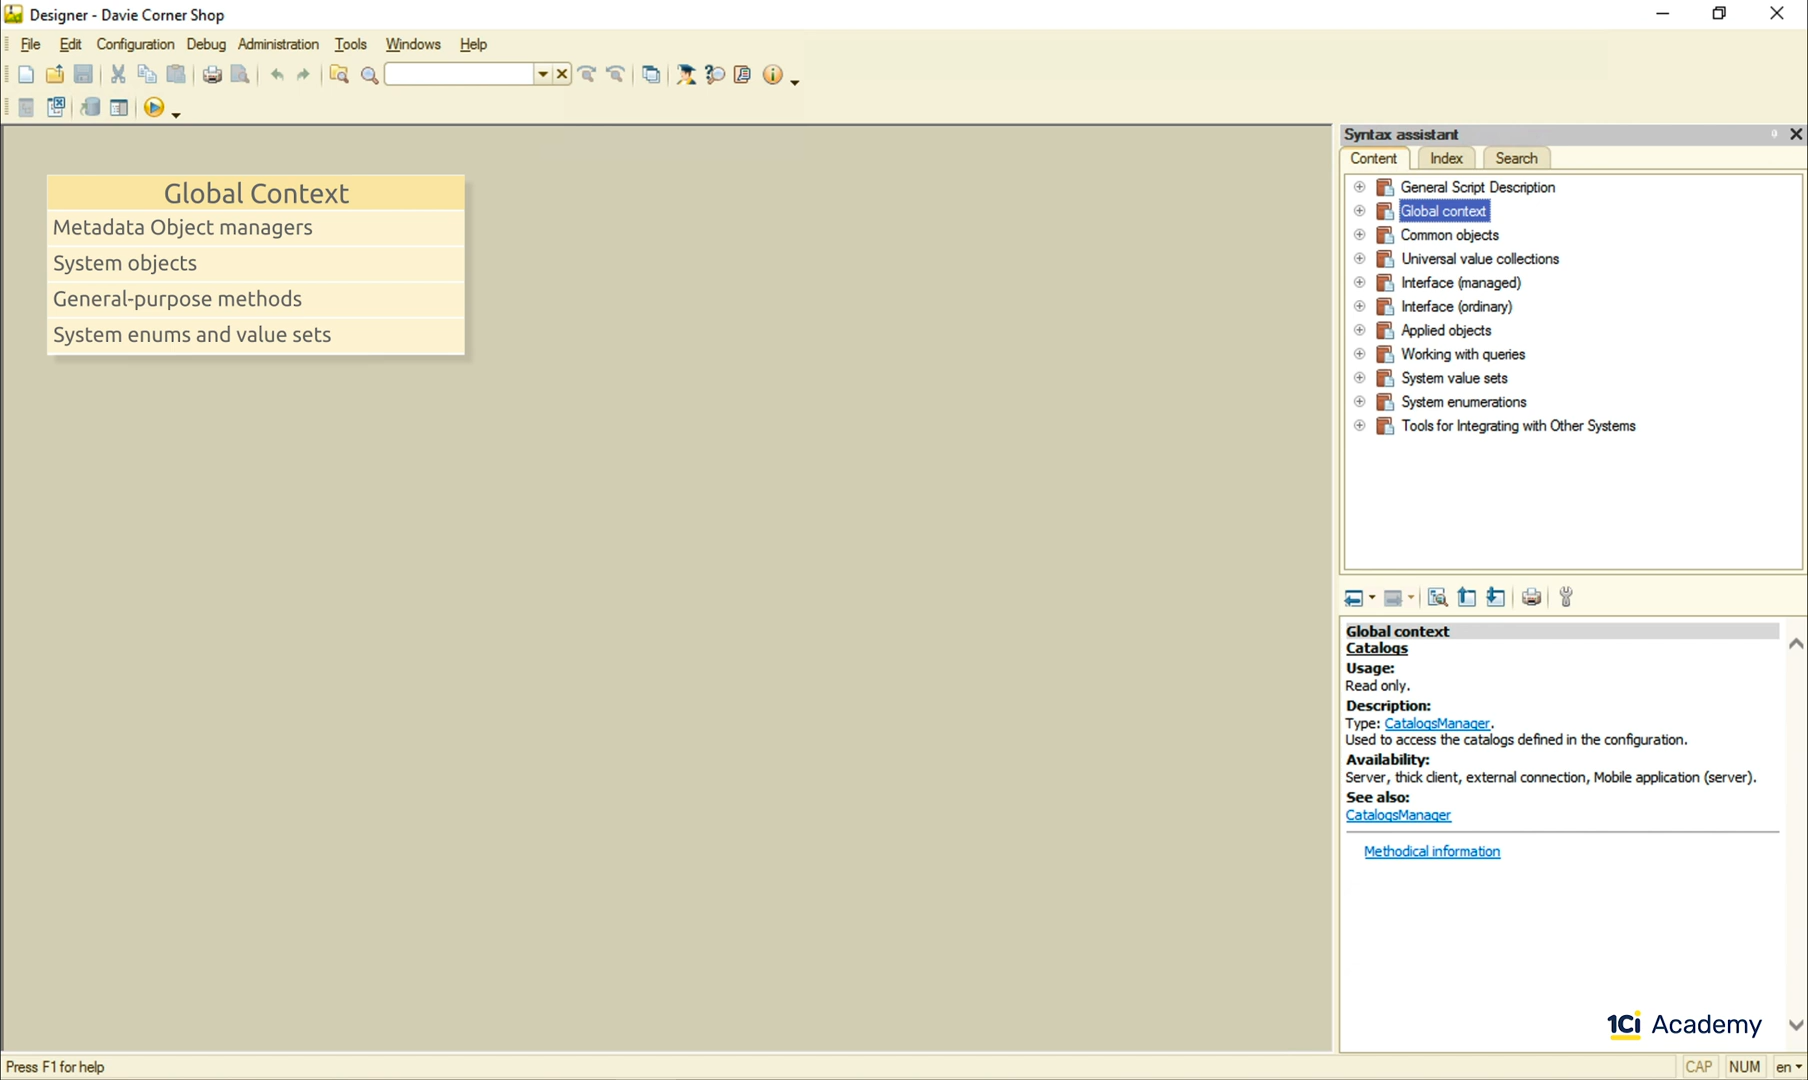 Designer - Davie Corner Shop
File Edit Configuration Debug Administration Tools Windows Help
Global Context
Metadata Object managers
System objects
General-purpose methods
System enums and value sets
Syntax assistant
Content Index Search
General Script Description
Global context
Common objects
Universal value collections
Interface (managed)
Interface (ordinary)
Applied objects
Working with queries
System value sets
System enumerations
Tools for Integrating with Other Systems
Global context
Catalogs
Usage:
Read only.
Description:
Type: CatalogsManager.
Used to access the catalogs defined in the configuration.
Availability:
Server, thick client, external connection, Mobile application (server).
See also:
CatalogsManager
Methodical information
1Ci Academy
Press F1 for help
CAP NUM en